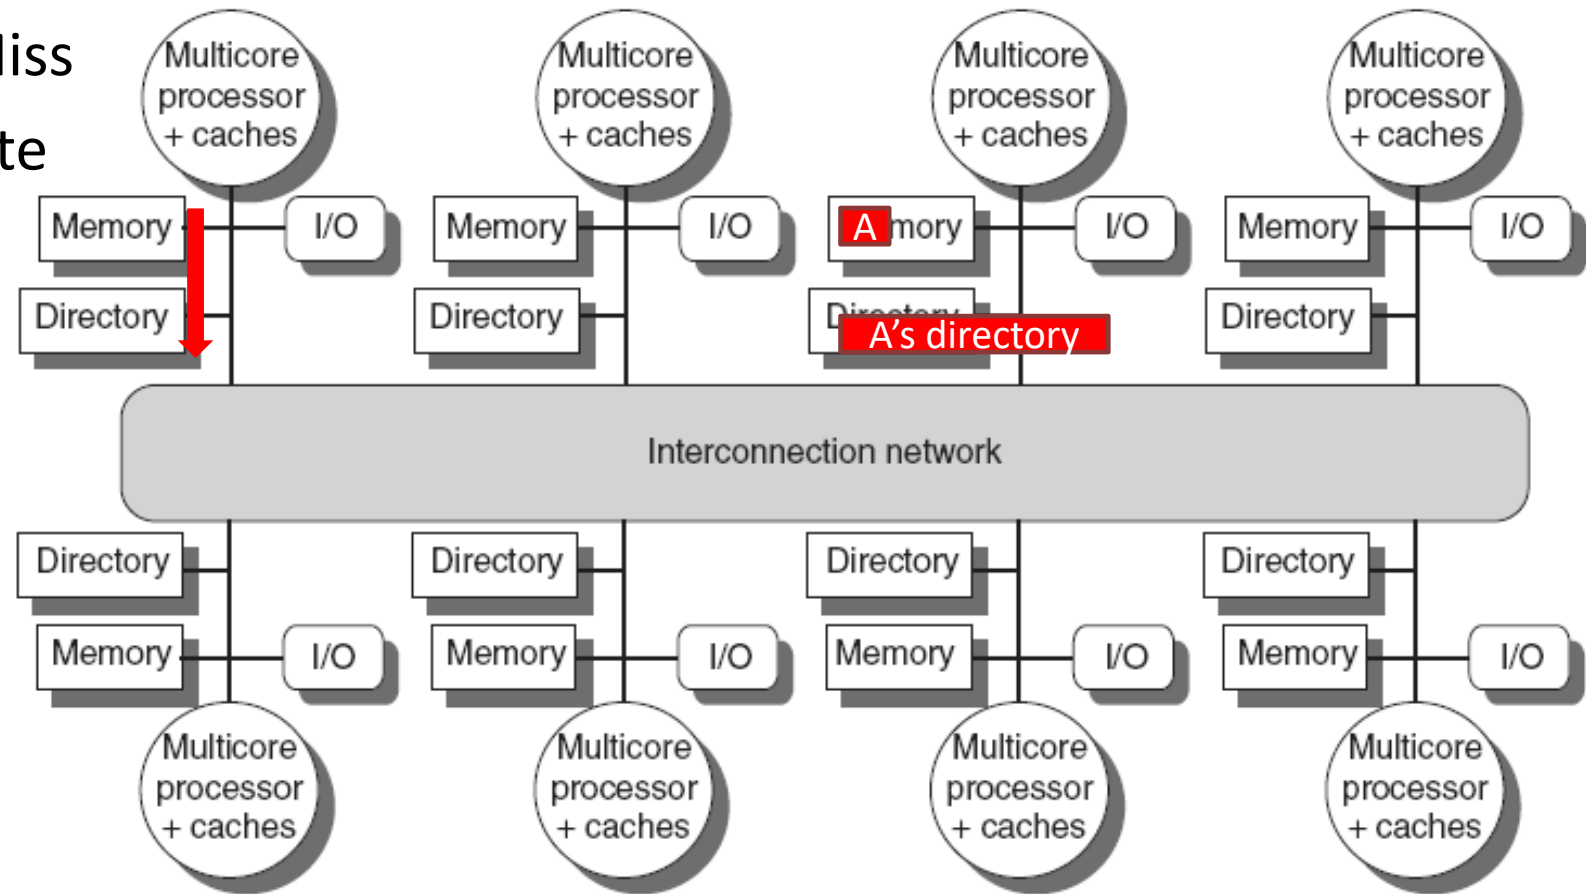 liss
te
Multicore
processor
+ caches
Multicore
processor
+ caches
Multicore
processor
+ caches
Multicore
processor
+ caches
Memory
I/O
Memory
I/O
A
mory
I/O
Memory
I/O
Directory
Directory
A's directory
Directory
Interconnection network
Directory
Directory
Directory
Directory
Memory
I/O
Memory
I/O
Memory
I/O
Memory
I/O
Multicore
processor
+ caches
Multicore
processor
+ caches
Multicore
processor
+ caches
Multicore
processor
+ caches